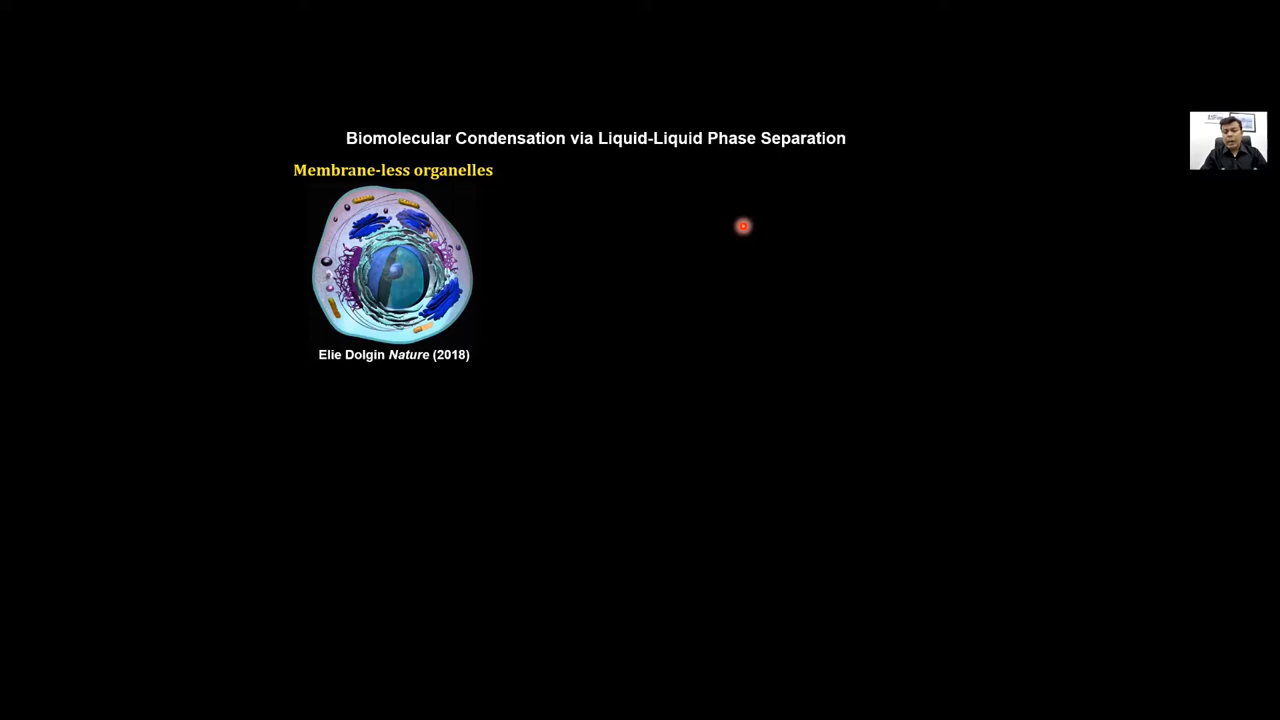 Biomolecular Condensation via Liquid-Liquid Phase Separation
Membrane-less organelles
Elie Dolgin Nature (2018)